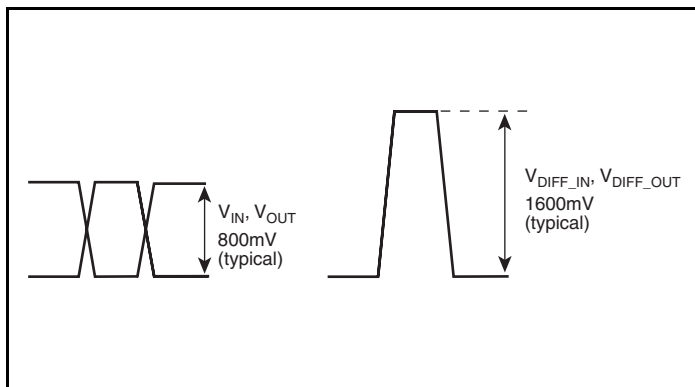 V_IN, V_OUT
800mV
(typical)
V_DIFF_IN, V_DIFF_OUT
1600mV
(typical)